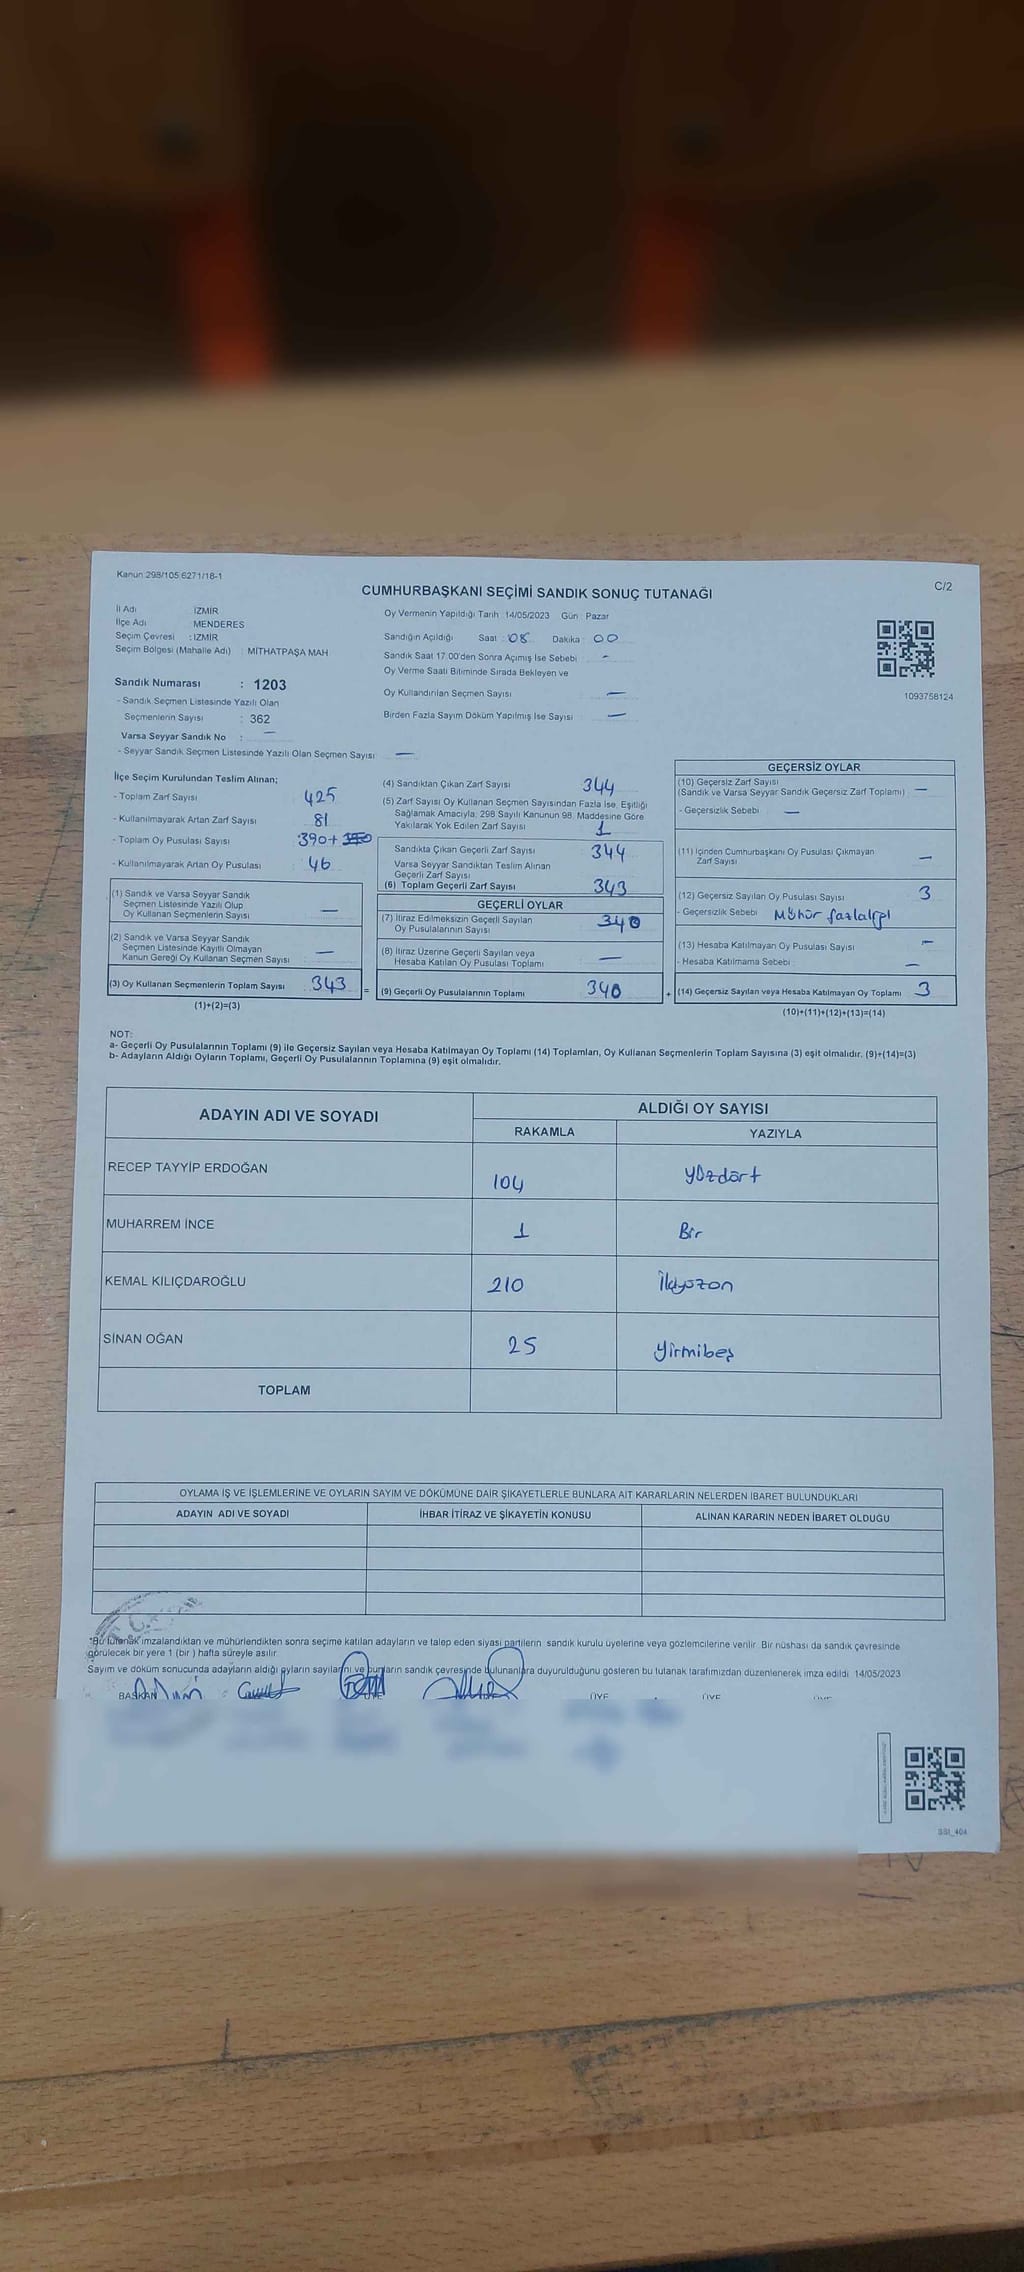 Kanun:298/105 6271/18-1
C/2
CUMHURBAŞKANI SEÇİMİ SANDIK SONUÇ TUTANAĞI
İl Adı İZMİR
İlçe Adı MENDERES
Seçim Çevresi : İZMİR
Seçim Bölgesi (Mahalle Adı) : MİTHATPAŞA MAH
Sandık Numarası : 1203
- Sandık Seçmen Listesinde Yazılı Olan
Seçmenlerin Sayısı : 362
Varsa Seyyar Sandık No : —
- Seyyar Sandık Seçmen Listesinde Yazılı Olan Seçmen Sayısı —
Oy Vermenin Yapıldığı Tarih 14/05/2023 Gün Pazar
Sandığın Açıldığı Saat : 08 Dakika : 00
Sandık Saat 17:00'den Sonra Açımış İse Sebebi -
Oy Verme Saati Bitiminde Sırada Bekleyen ve
Oy Kullandırılan Seçmen Sayısı —
Birden Fazla Sayım Döküm Yapılmış İse Sayısı —
1093758124
İlçe Seçim Kurulundan Teslim Alınan;
- Toplam Zarf Sayısı 425
- Kullanılmayarak Artan Zarf Sayısı 81
- Toplam Oy Pusulası Sayısı 390+
- Kullanılmayarak Artan Oy Pusulası 46
(1) Sandık ve Varsa Seyyar Sandık
Seçmen Listesinde Yazılı Olup
Oy Kullanan Seçmenlerin Sayısı —
(2) Sandık ve Varsa Seyyar Sandık
Seçmen Listesinde Kayıtlı Olmayan
Kanun Gereği Oy Kullanan Seçmen Sayısı —
(3) Oy Kullanan Seçmenlerin Toplam Sayısı 343 =
(1)+(2)=(3)
(4) Sandıktan Çıkan Zarf Sayısı 344
(5) Zarf Sayısı Oy Kullanan Seçmen Sayısından Fazla İse, Eşitliği
Sağlamak Amacıyla, 298 Sayılı Kanunun 98. Maddesine Göre
Yakılarak Yok Edilen Zarf Sayısı 1
Sandıkta Çıkan Geçerli Zarf Sayısı 344
Varsa Seyyar Sandıktan Teslim Alınan
Geçerli Zarf Sayısı
(6) Toplam Geçerli Zarf Sayısı 343
GEÇERLİ OYLAR
(7) İtiraz Edilmeksizin Geçerli Sayılan
Oy Pusulalarının Sayısı 340
(8) İtiraz Üzerine Geçerli Sayılan veya
Hesaba Katılan Oy Pusulası Toplamı —
(9) Geçerli Oy Pusulalarının Toplamı 340 +
GEÇERSİZ OYLAR
(10) Geçersiz Zarf Sayısı
(Sandık ve Varsa Seyyar Sandık Geçersiz Zarf Toplamı) —
- Geçersizlik Sebebi —
(11) İçinden Cumhurbaşkanı Oy Pusulası Çıkmayan
Zarf Sayısı —
(12) Geçersiz Sayılan Oy Pusulası Sayısı 3
- Geçersizlik Sebebi Mühür
(13) Hesaba Katılmayan Oy Pusulası Sayısı —
- Hesaba Katılmama Sebebi —
(14) Geçersiz Sayılan veya Hesaba Katılmayan Oy Toplamı 3
(10)+(11)+(12)+(13)=(14)
NOT:
a- Geçerli Oy Pusulalarının Toplamı (9) ile Geçersiz Sayılan veya Hesaba Katılmayan Oy Toplamı (14) Toplamları, Oy Kullanan Seçmenlerin Toplam Sayısına (3) eşit olmalıdır. (9)+(14)=(3)
b- Adayların Aldığı Oyların Toplamı, Geçerli Oy Pusulalarının Toplamına (9) eşit olmalıdır.
ADAYIN ADI VE SOYADI ALDIĞI OY SAYISI
RAKAMLA YAZIYLA
RECEP TAYYİP ERDOĞAN 104 yüzdört
MUHARREM İNCE 1 Bir
KEMAL KILIÇDAROĞLU 210 İkiyüzon
SİNAN OĞAN 25 yirmibeş
TOPLAM
OYLAMA İŞ VE İŞLEMLERİNE VE OYLARIN SAYIM VE DÖKÜMÜNE DAİR ŞİKAYETLERLE BUNLARA AİT KARARLARIN NELERDEN İBARET BULUNDUKLARI
ADAYIN ADI VE SOYADI İHBAR İTİRAZ VE ŞİKAYETİN KONUSU ALINAN KARARIN NEDEN İBARET OLDUĞU
T.C.
*Bu tutanak imzalandıktan ve mühürlendikten sonra seçime katılan adayların ve talep eden siyasi partilerin sandık kurulu üyelerine veya gözlemcilerine verilir. Bir nüshası da sandık çevresinde
görülecek bir yere 1 (bir ) hafta süreyle asılır.
Sayım ve döküm sonucunda adayların aldığı oyların sayılarını ve bunların sandık çevresinde bulunanlara duyurulduğunu gösteren bu tutanak tarafımızdan düzenlenerek imza edildi. 14/05/2023
BAŞKAN ÜYE ÜYE ÜYE
SSI_404